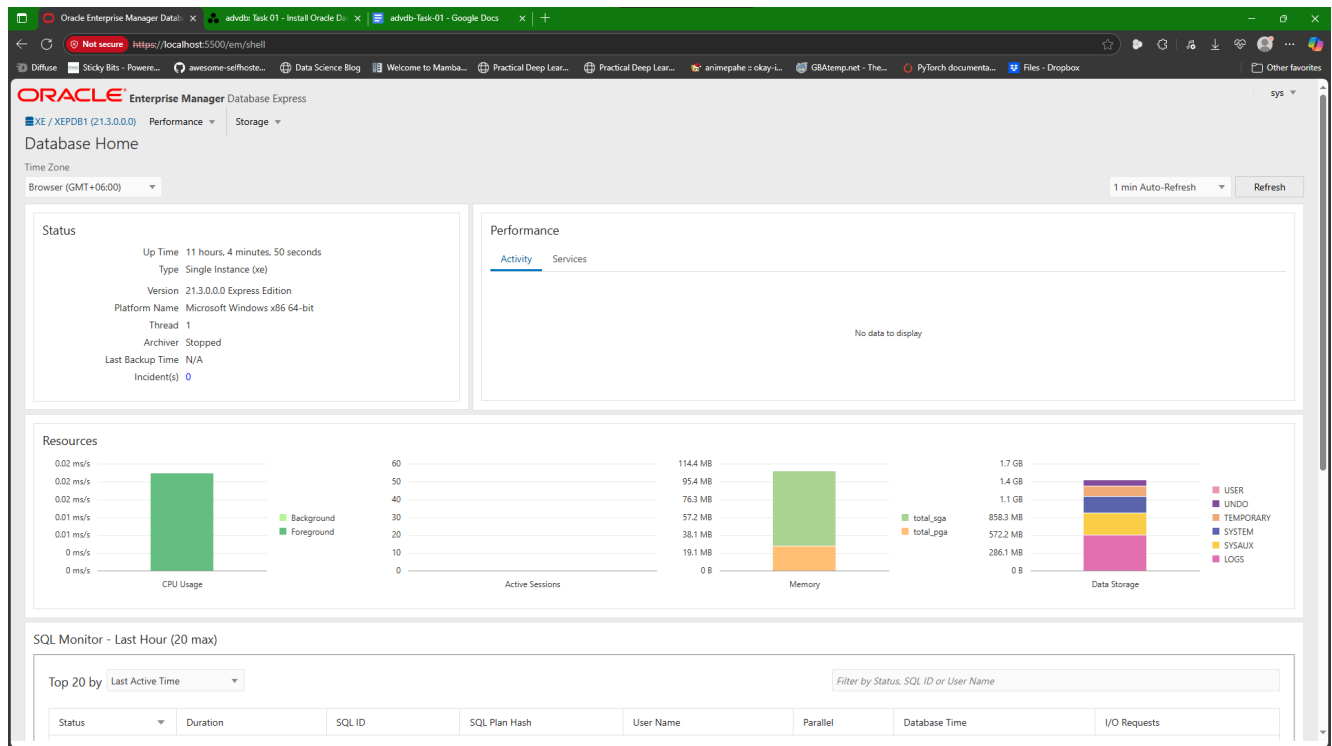 Oracle Enterprise Manager Datab
advdb: Task 01 - Install Oracle Da
advdb-Task-01 - Google Docs
Not secure https://localhost:5500/em/shell
Diffuse
Sticky Bits - Powere...
awesome-selfhoste...
Data Science Blog
Welcome to Mamba...
Practical Deep Lear...
Practical Deep Lear...
animepahe :: okay-i...
GBAtemp.net - The...
PyTorch documenta...
Files - Dropbox
Other favorites
ORACLE Enterprise Manager Database Express
sys
XE / XEPDB1 (21.3.0.0.0) Performance Storage
Database Home
Time Zone
Browser (GMT+06:00)
1 min Auto-Refresh
Refresh
Status
Up Time 11 hours, 4 minutes, 50 seconds
Type Single Instance (xe)
Version 21.3.0.0.0 Express Edition
Platform Name Microsoft Windows x86 64-bit
Thread 1
Archiver Stopped
Last Backup Time N/A
Incident(s) 0
Performance
Activity Services
No data to display
Resources
0.02 ms/s
0.02 ms/s
0.02 ms/s
0.01 ms/s
0.01 ms/s
0 ms/s
0 ms/s
CPU Usage
Background
Foreground
60
50
40
30
20
10
0
Active Sessions
114.4 MB
95.4 MB
76.3 MB
57.2 MB
38.1 MB
19.1 MB
0 B
Memory
total_sga
total_pga
1.7 GB
1.4 GB
1.1 GB
858.3 MB
572.2 MB
286.1 MB
0 B
Data Storage
USER
UNDO
TEMPORARY
SYSTEM
SYSAUX
LOGS
SQL Monitor - Last Hour (20 max)
Top 20 by Last Active Time
Filter by Status, SQL ID or User Name
Status Duration SQL ID SQL Plan Hash User Name Parallel Database Time I/O Requests